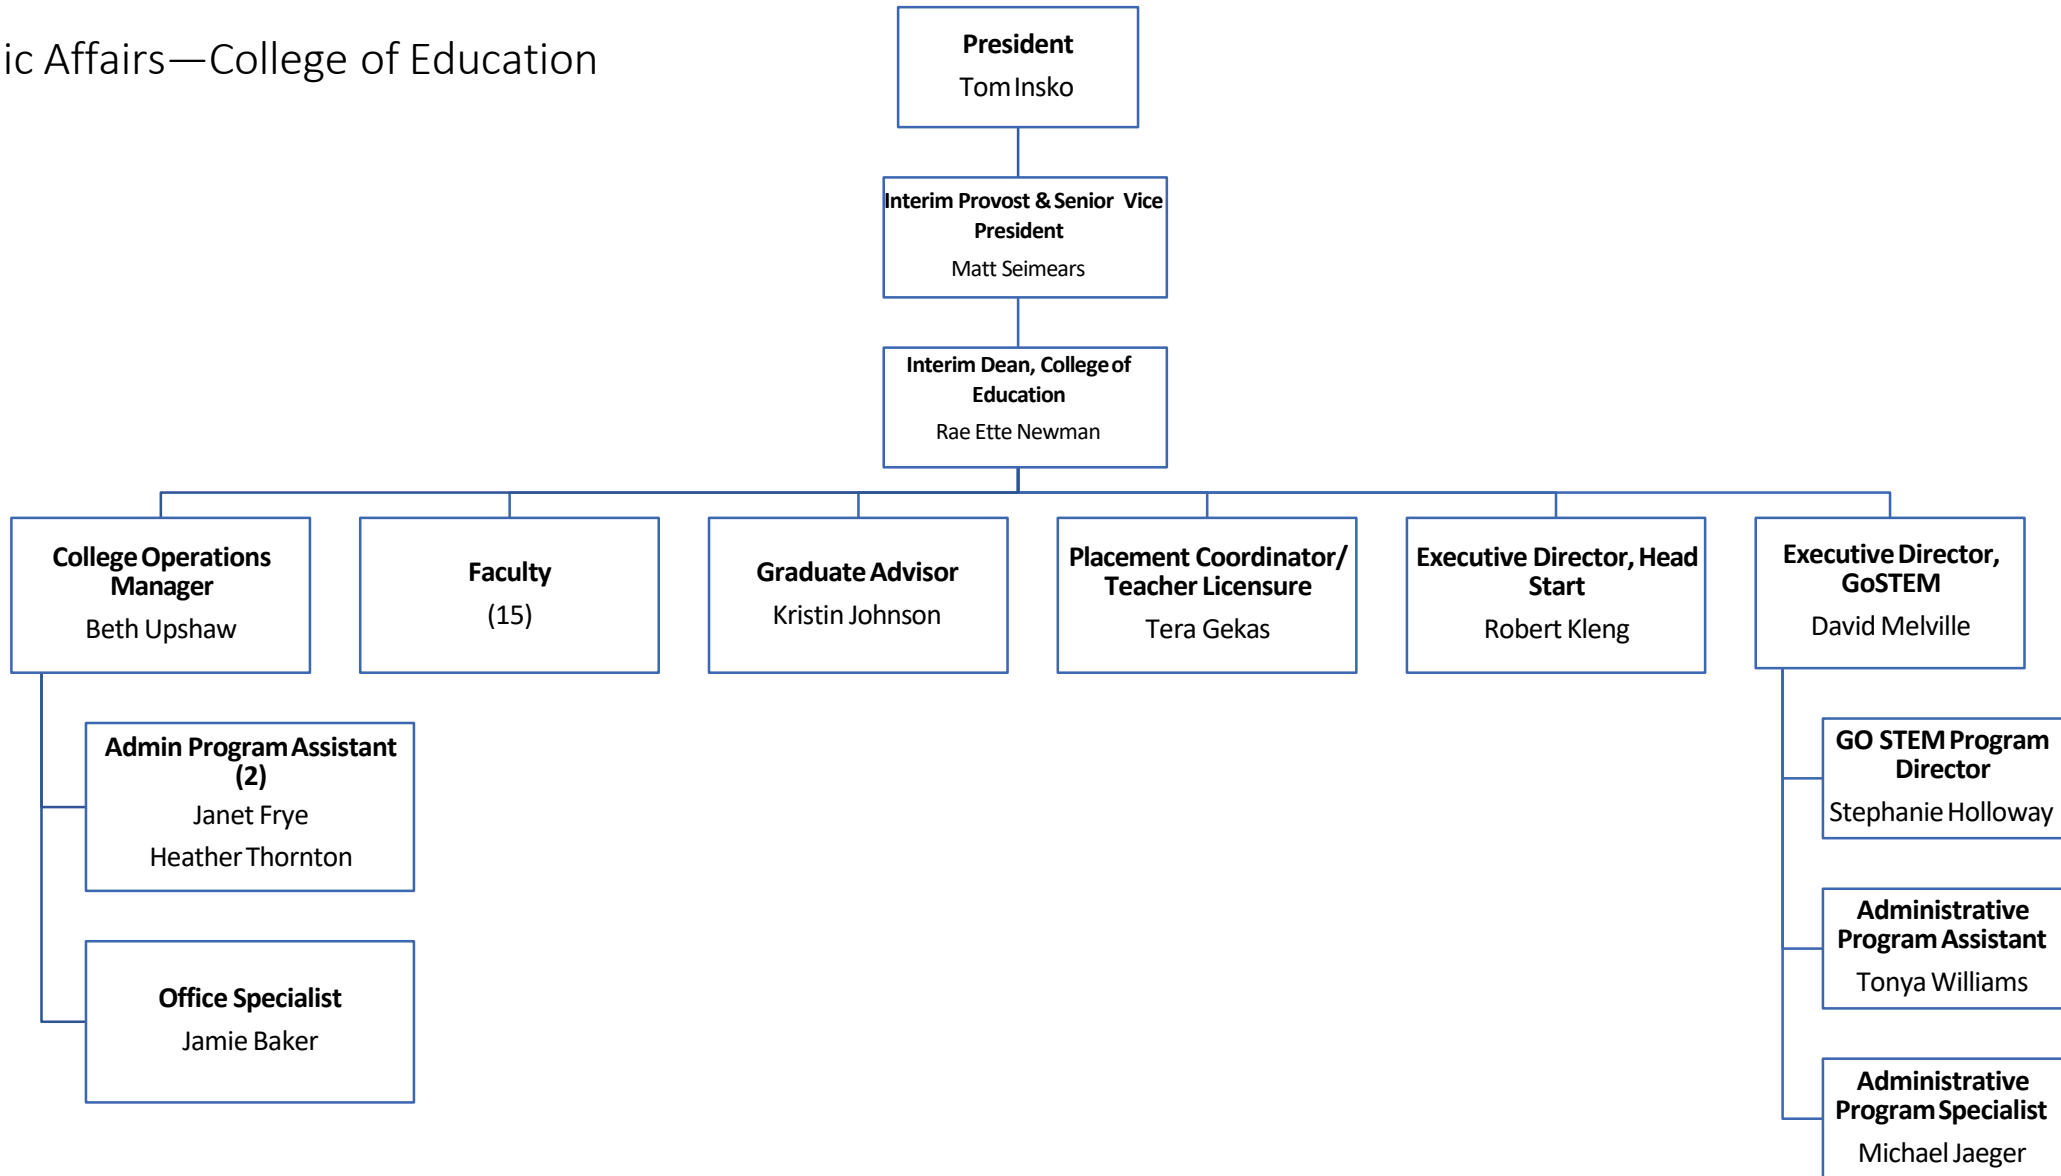 ic Affairs—College of Education
President
Tom Insko
Interim Provost & Senior Vice
President
Matt Seimears
Interim Dean, College of
Education
Rae Ette Newman
College Operations
Manager
Beth Upshaw
Faculty
(15)
Graduate Advisor
Kristin Johnson
Placement Coordinator/
Teacher Licensure
Tera Gekas
Executive Director, Head
Start
Robert Kleng
Executive Director,
GoSTEM
David Melville
Admin Program Assistant
(2)
Janet Frye
Heather Thornton
Office Specialist
Jamie Baker
GO STEM Program
Director
Stephanie Holloway
Administrative
Program Assistant
Tonya Williams
Administrative
Program Specialist
Michael Jaeger